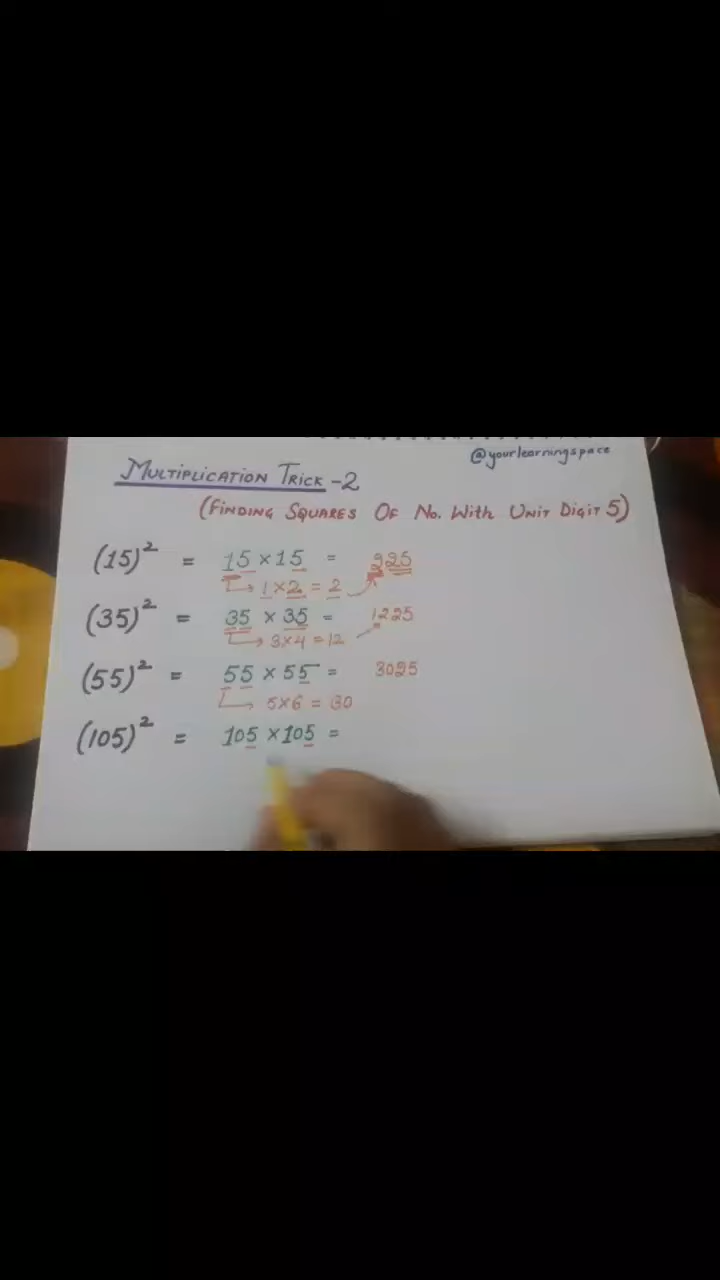 @yourlearningspace
MULTIPLICATION TRICK -2
(FINDING SQUARES OF NO. WITH UNIT DIGIT 5)
(15)² = 15 × 15 = 225
1 × 2 = 2
(35)² = 35 × 35 = 1225
3 × 4 = 12
(55)² = 55 × 55 = 3025
5 × 6 = 30
(105)² = 105 × 105 =